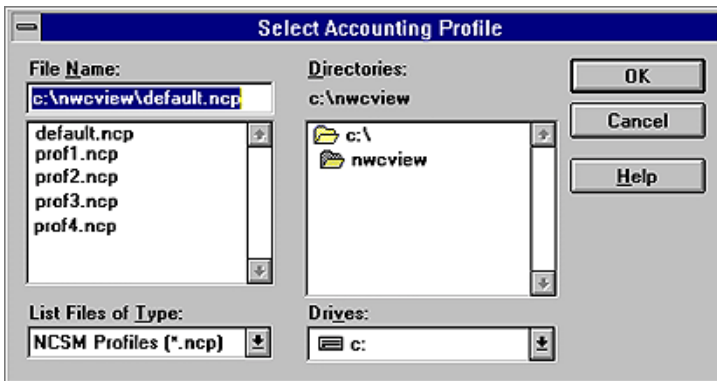 Select Accounting Profile
File Name:
c:\nwcview\default.ncp
default.ncp
prof1.ncp
prof2.ncp
prof3.ncp
prof4.ncp
List Files of Type:
NCSM Profiles (*.ncp)
Directories:
c:\nwcview
c:\
nwcview
Drives:
c:
OK
Cancel
Help